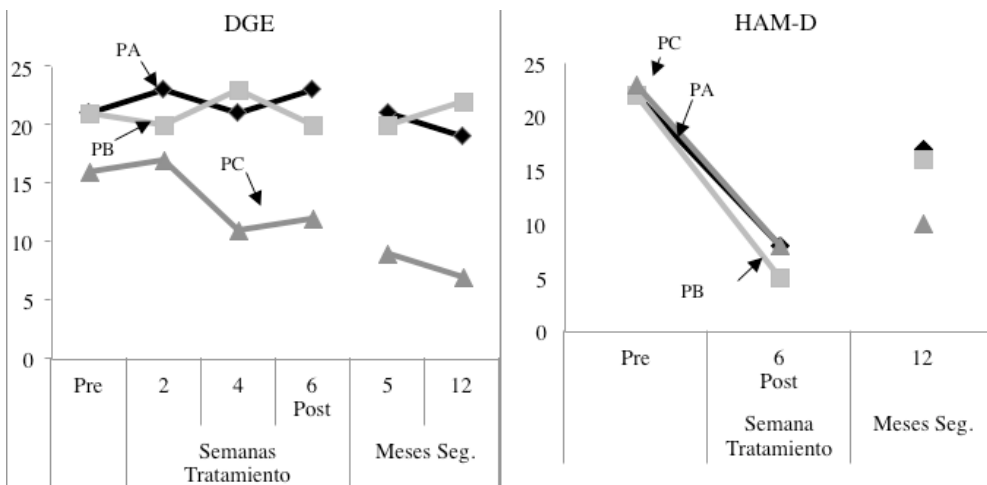 DGE
PA
PB
PC
25
20
15
10
5
0
Pre
2
4
6
Post
5
12
Semanas
Tratamiento
Meses Seg.
HAM-D
PC
PA
PB
25
20
15
10
5
0
Pre
6
Post
12
Semana
Tratamiento
Meses Seg.